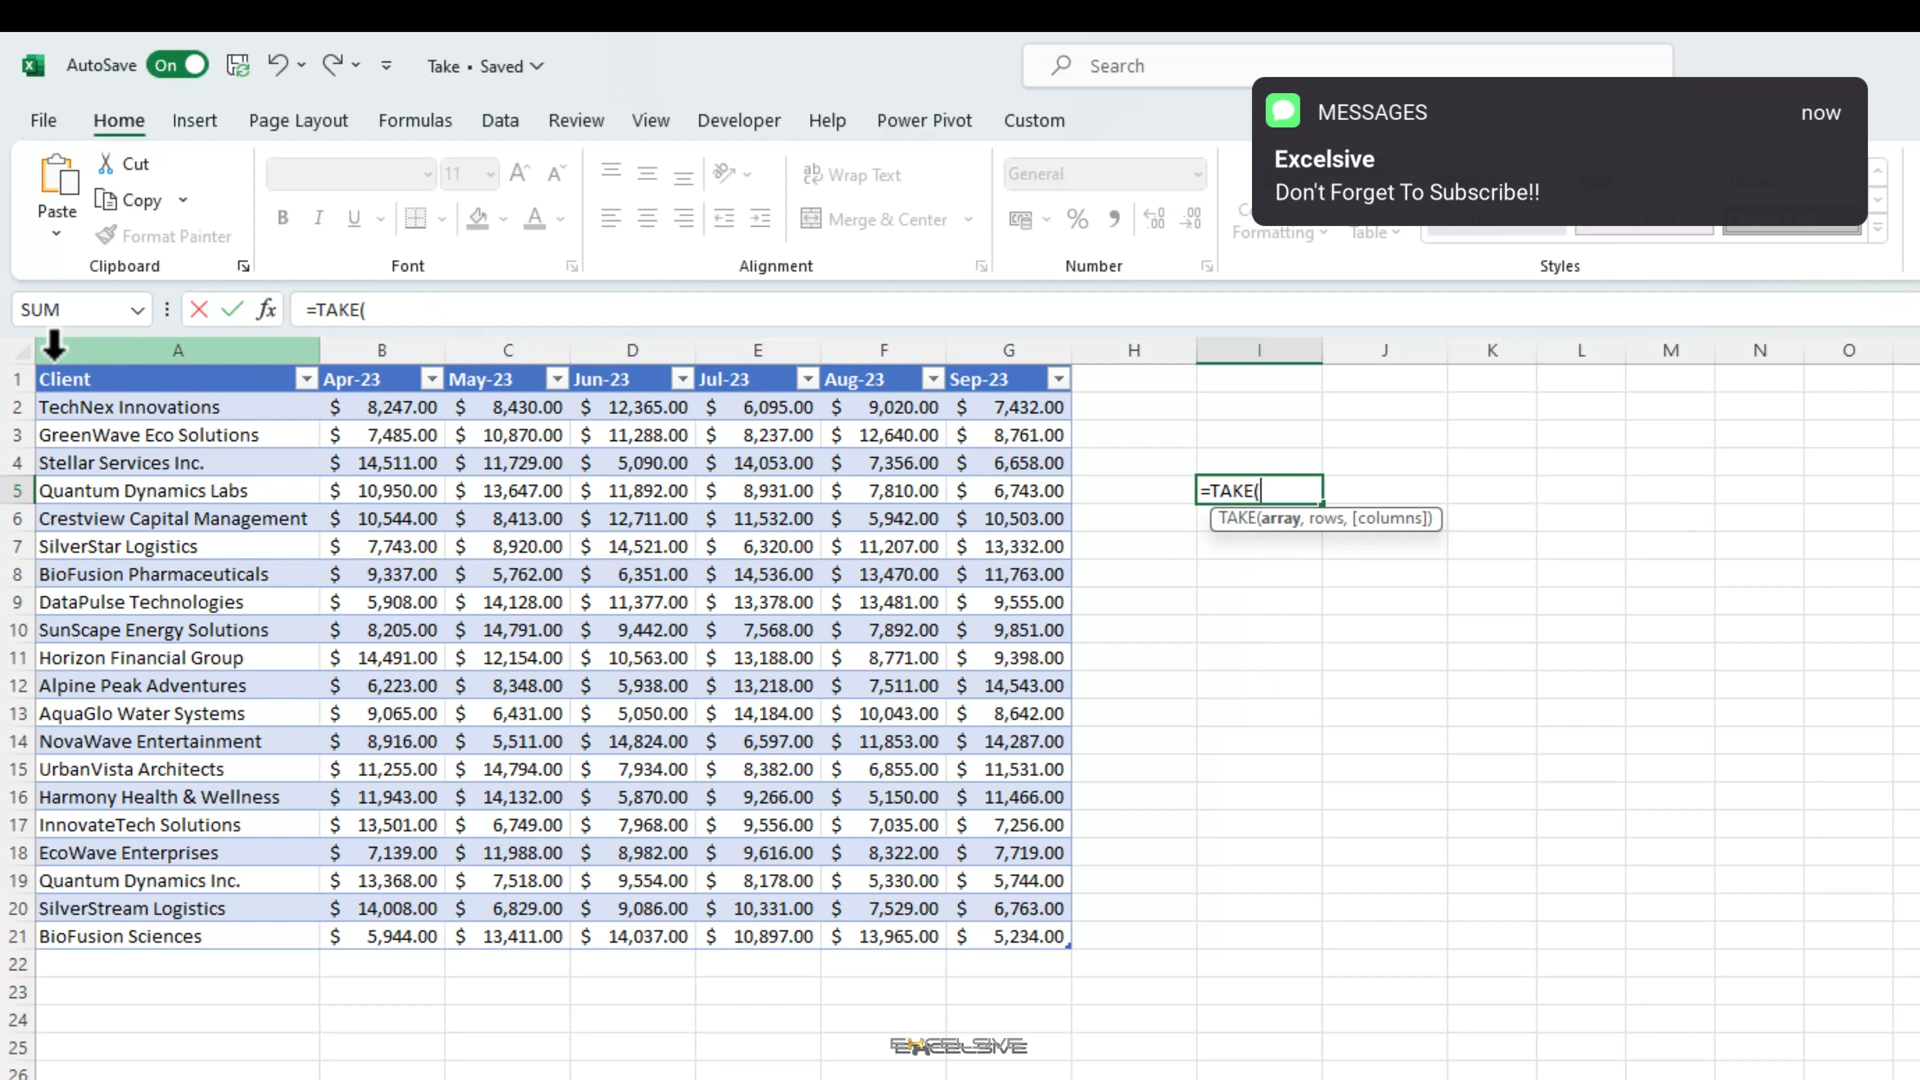 AutoSave On Take • Saved Search
MESSAGES now
Excelsive
Don't Forget To Subscribe!!
File Home Insert Page Layout Formulas Data Review View Developer Help Power Pivot Custom
Paste Cut
Copy
Format Painter
11
B I U A
ab Wrap Text
Merge & Center
General
%
Formatting Table
Clipboard Font Alignment Number Styles
SUM fx =TAKE(
A B C D E F G H I J K L M N O
1 Client Apr-23 May-23 Jun-23 Jul-23 Aug-23 Sep-23
2 TechNex Innovations $ 8,247.00 $ 8,430.00 $ 12,365.00 $ 6,095.00 $ 9,020.00 $ 7,432.00
3 GreenWave Eco Solutions $ 7,485.00 $ 10,870.00 $ 11,288.00 $ 8,237.00 $ 12,640.00 $ 8,761.00
4 Stellar Services Inc. $ 14,511.00 $ 11,729.00 $ 5,090.00 $ 14,053.00 $ 7,356.00 $ 6,658.00
5 Quantum Dynamics Labs $ 10,950.00 $ 13,647.00 $ 11,892.00 $ 8,931.00 $ 7,810.00 $ 6,743.00 =TAKE(
6 Crestview Capital Management $ 10,544.00 $ 8,413.00 $ 12,711.00 $ 11,532.00 $ 5,942.00 $ 10,503.00 TAKE(array, rows, [columns])
7 SilverStar Logistics $ 7,743.00 $ 8,920.00 $ 14,521.00 $ 6,320.00 $ 11,207.00 $ 13,332.00
8 BioFusion Pharmaceuticals $ 9,337.00 $ 5,762.00 $ 6,351.00 $ 14,536.00 $ 13,470.00 $ 11,763.00
9 DataPulse Technologies $ 5,908.00 $ 14,128.00 $ 11,377.00 $ 13,378.00 $ 13,481.00 $ 9,555.00
10 SunScape Energy Solutions $ 8,205.00 $ 14,791.00 $ 9,442.00 $ 7,568.00 $ 7,892.00 $ 9,851.00
11 Horizon Financial Group $ 14,491.00 $ 12,154.00 $ 10,563.00 $ 13,188.00 $ 8,771.00 $ 9,398.00
12 Alpine Peak Adventures $ 6,223.00 $ 8,348.00 $ 5,938.00 $ 13,218.00 $ 7,511.00 $ 14,543.00
13 AquaGlo Water Systems $ 9,065.00 $ 6,431.00 $ 5,050.00 $ 14,184.00 $ 10,043.00 $ 8,642.00
14 NovaWave Entertainment $ 8,916.00 $ 5,511.00 $ 14,824.00 $ 6,597.00 $ 11,853.00 $ 14,287.00
15 UrbanVista Architects $ 11,255.00 $ 14,794.00 $ 7,934.00 $ 8,382.00 $ 6,855.00 $ 11,531.00
16 Harmony Health & Wellness $ 11,943.00 $ 14,132.00 $ 5,870.00 $ 9,266.00 $ 5,150.00 $ 11,466.00
17 InnovateTech Solutions $ 13,501.00 $ 6,749.00 $ 7,968.00 $ 9,556.00 $ 7,035.00 $ 7,256.00
18 EcoWave Enterprises $ 7,139.00 $ 11,988.00 $ 8,982.00 $ 9,616.00 $ 8,322.00 $ 7,719.00
19 Quantum Dynamics Inc. $ 13,368.00 $ 7,518.00 $ 9,554.00 $ 8,178.00 $ 5,330.00 $ 5,744.00
20 SilverStream Logistics $ 14,008.00 $ 6,829.00 $ 9,086.00 $ 10,331.00 $ 7,529.00 $ 6,763.00
21 BioFusion Sciences $ 5,944.00 $ 13,411.00 $ 14,037.00 $ 10,897.00 $ 13,965.00 $ 5,234.00
22
23
24
25
26
EXCELSIVE